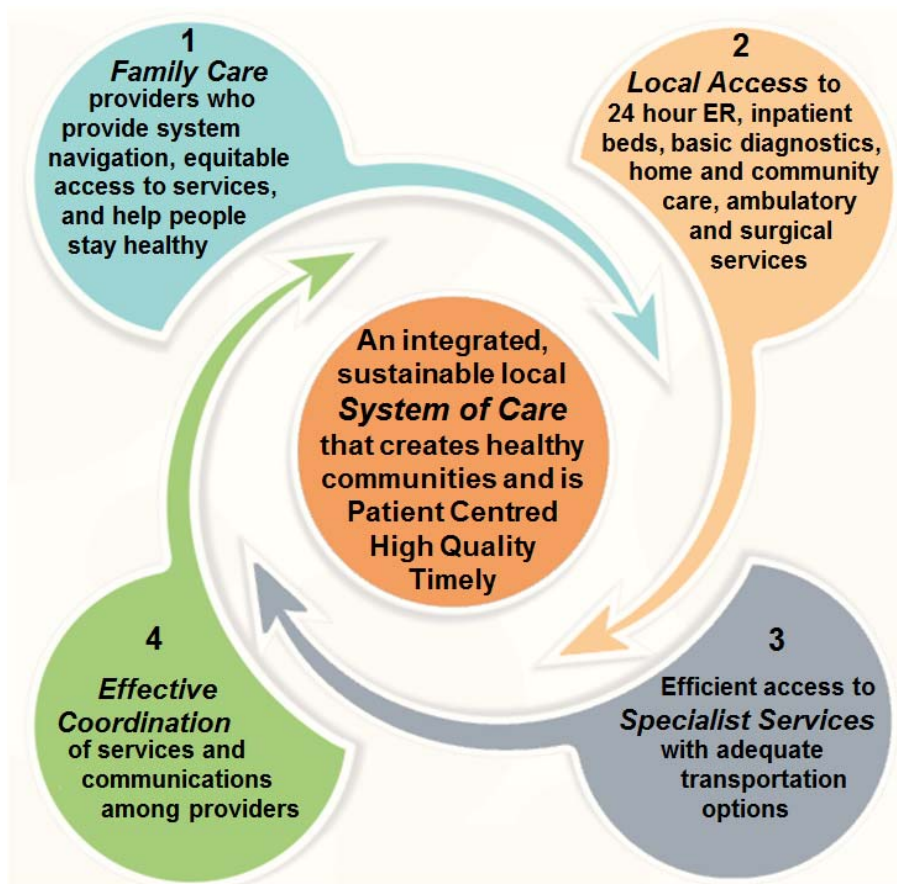 1
Family Care
providers who
provide system
navigation, equitable
access to services,
and help people
stay healthy
2
Local Access to
24 hour ER, inpatient
beds, basic diagnostics,
home and community
care, ambulatory
and surgical
services
An integrated,
sustainable local
System of Care
that creates healthy
communities and is
Patient Centred
High Quality
Timely
3
Efficient access to
Specialist Services
with adequate
transportation
options
4
Effective
Coordination
of services and
communications
among providers